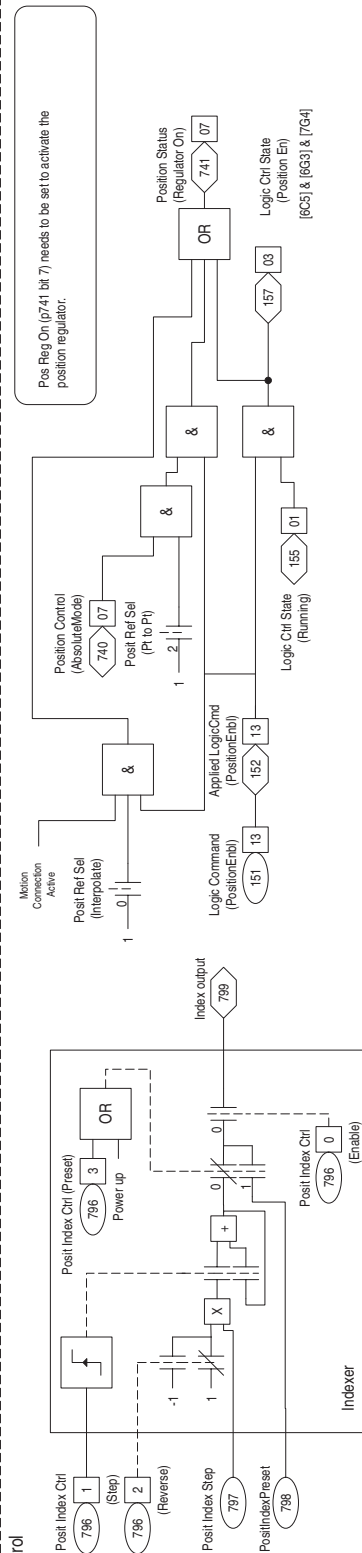 rol
Posit Index Ctrl
796
1
(Step)
796
2
(Reverse)
Posit Index Step
797
PositIndexPreset
798
-1
1
X
+
Posit Index Ctrl (Preset)
796
3
Power up
OR
0
1
0
Posit Index Ctrl
796
0
(Enable)
Indexer
Index output
799
Motion
Connection
Active
Posit Ref Sel
(Interpolate)
1
0
&
Position Control
(AbsoluteMode)
740
07
Posit Ref Sel
(Pt to Pt)
1
2
&
&
Logic Command
(PositionEnbl)
151
13
Applied LogicCmd
(PositionEnbl)
152
13
155
01
Logic Ctrl State
(Running)
&
OR
Position Status
(Regulator On)
741
07
157
03
Logic Ctrl State
(Position En)
[6C5] & [6G3] & [7G4]
Pos Reg On (p741 bit 7) needs to be set to activate the
position regulator.